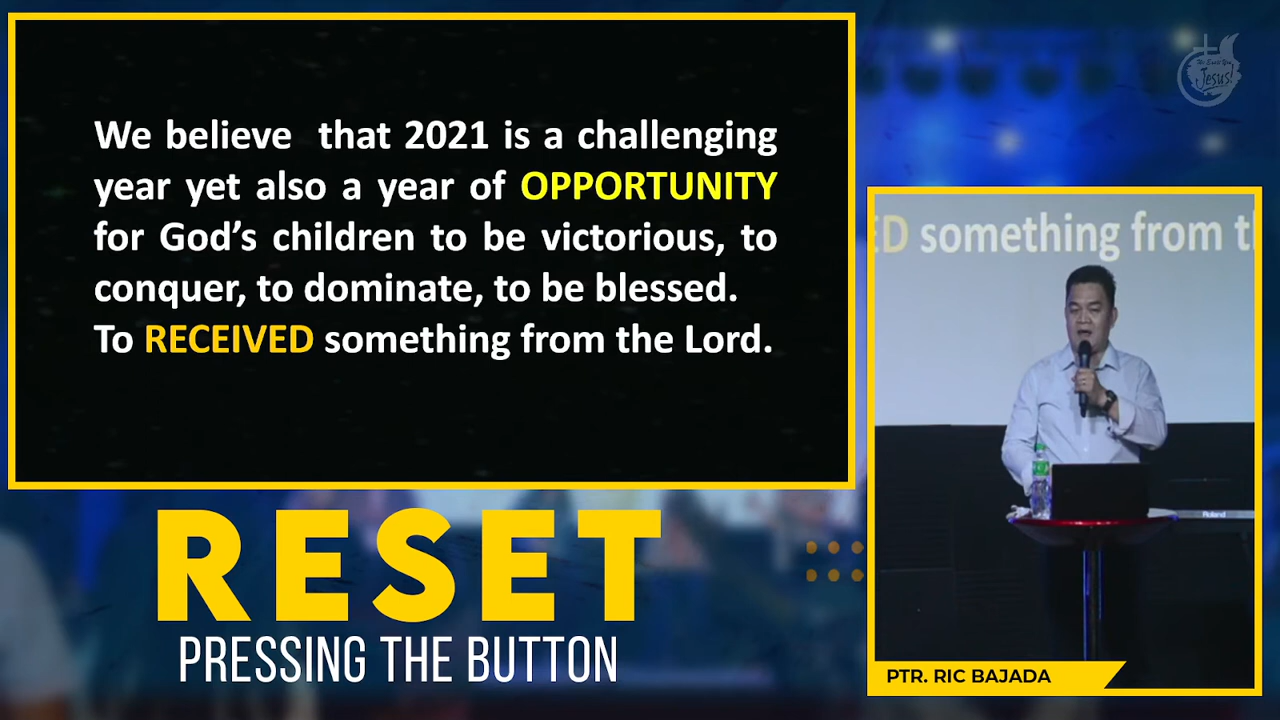 We believe that 2021 is a challenging
year yet also a year of OPPORTUNITY
for God's children to be victorious, to
conquer, to dominate, to be blessed.
To RECEIVED something from the Lord.
RESET
PRESSING THE BUTTON
Jesus!
ED something from t
Roland
PTR. RIC BAJADA